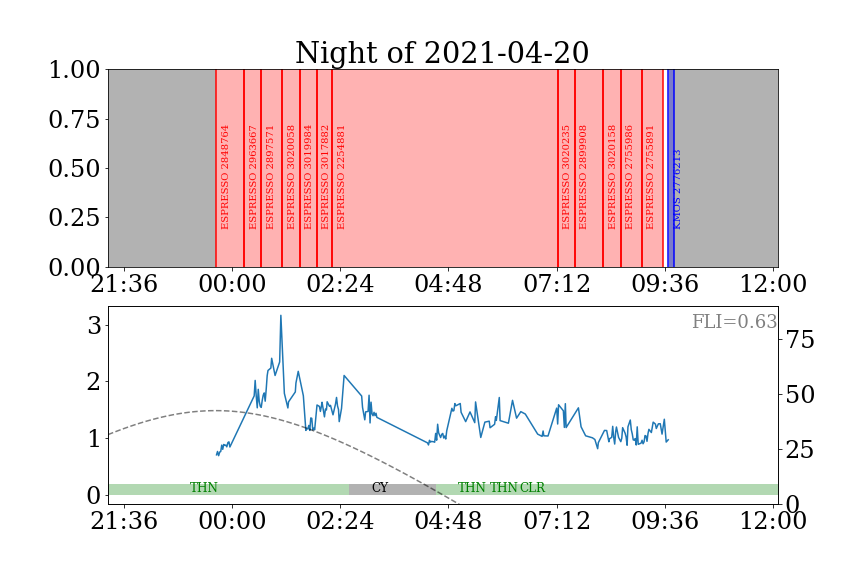 Night of 2021-04-20
1.00
0.75
0.50
0.25
0.00
ESPRESSO 2848764
ESPRESSO 2963667
ESPRESSO 2897571
ESPRESSO 3020058
ESPRESSO 3019984
ESPRESSO 3017882
ESPRESSO 2254881
ESPRESSO 3020235
ESPRESSO 2899908
ESPRESSO 3020158
ESPRESSO 2755986
ESPRESSO 2755891
KMOS 2776213
21:36 00:00 02:24 04:48 07:12 09:36 12:00
FLI=0.63
3
2
1
0
75
50
25
0
THN CY THN THN CLR
21:36 00:00 02:24 04:48 07:12 09:36 12:00